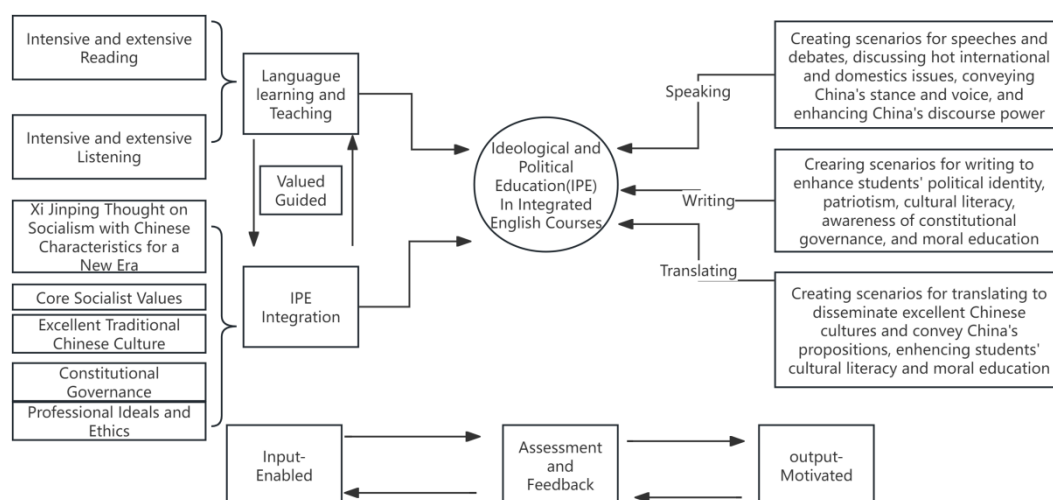 Intensive and extensive
Reading
Intensive and extensive
Listening
Xi Jinping Thought on
Socialism with Chinese
Characteristics for a
New Era
Core Socialist Values
Excellent Traditional
Chinese Culture
Constitutional
Governance
Professional Ideals and
Ethics
Languague
learning and
Teaching
Valued
Guided
IPE
Integration
Ideological and
Political
Education(IPE)
In Integrated
English Courses
Speaking
Writing
Translating
Creating scenarios for speeches and
debates, discussing hot international
and domestics issues, conveying
China's stance and voice, and
enhancing China's discourse power
Crearing scenarios for writing to
enhance students' political identity,
patriotism, cultural literacy,
awareness of constitutional
governance, and moral education
Creating scenarios for translating to
disseminate excellent Chinese
cultures and convey China's
propositions, enhancing students'
cultural literacy and moral education
Input-
Enabled
Assessment
and
Feedback
output-
Motivated